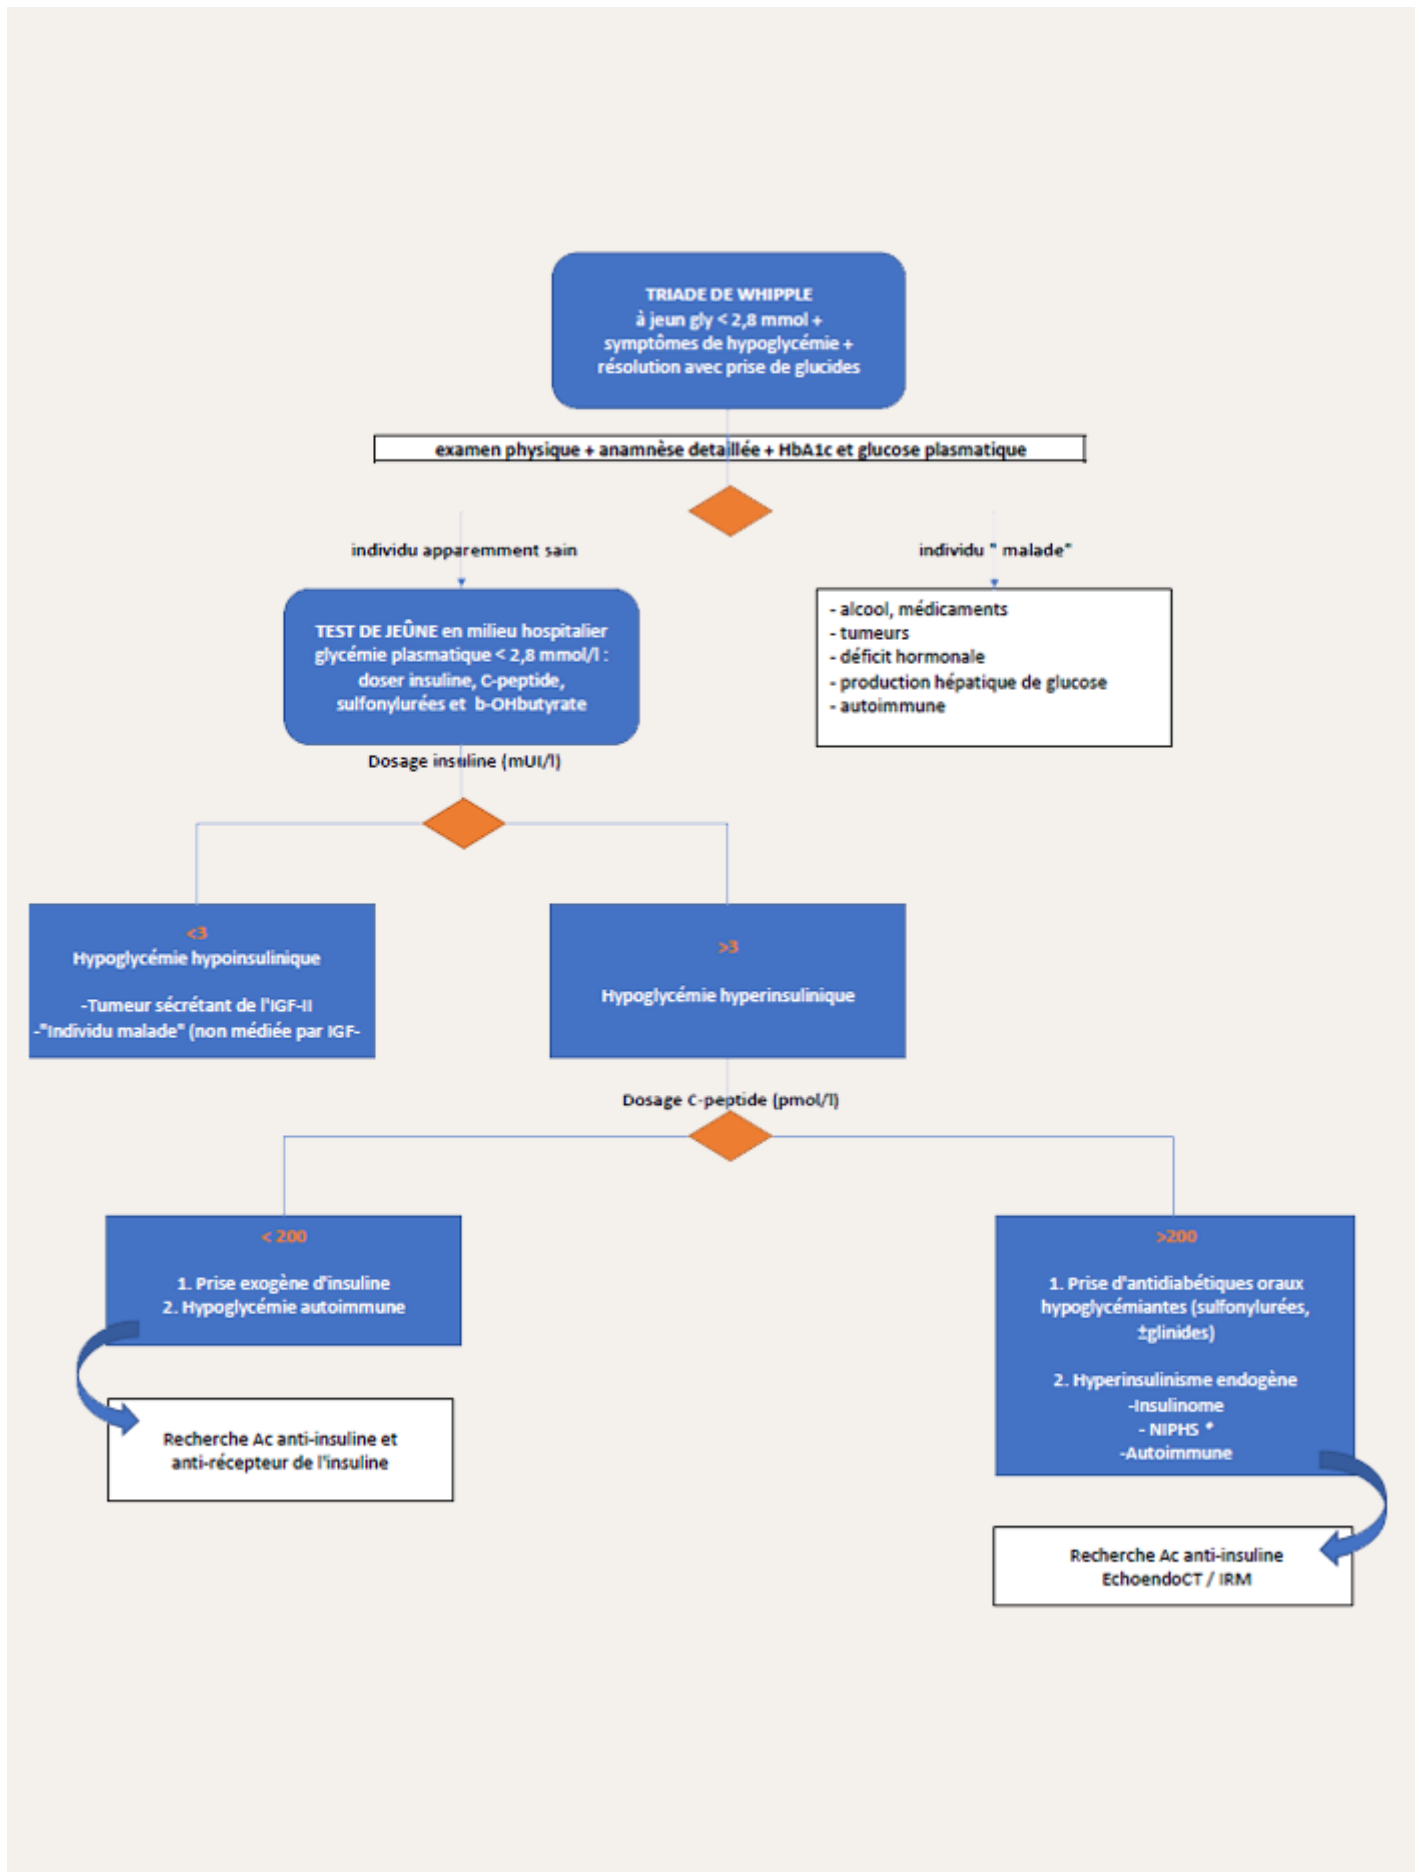 TRIADE DE WHIPPLE
à jeun gly < 2,8 mmol +
symptômes de hypoglycémie +
résolution avec prise de glucides
examen physique + anamnèse detaillée + HbA1c et glucose plasmatique
individu apparemment sain
individu " malade"
TEST DE JEÛNE en milieu hospitalier
glycémie plasmatique < 2,8 mmol/l :
doser insuline, C-peptide,
sulfonylurées et b-OHbutyrate
- alcool, médicaments
- tumeurs
- déficit hormonale
- production hépatique de glucose
- autoimmune
Dosage insuline (mUI/l)
<3
Hypoglycémie hypoinsulinique
-Tumeur sécrétant de l'IGF-II
-"Individu malade" (non médiée par IGF-
>3
Hypoglycémie hyperinsulinique
Dosage C-peptide (pmol/l)
< 200
1. Prise exogène d'insuline
2. Hypoglycémie autoimmune
Recherche Ac anti-insuline et
anti-récepteur de l'insuline
>200
1. Prise d'antidiabétiques oraux
hypoglycémiantes (sulfonylurées,
±glinides)
2. Hyperinsulinisme endogène
-Insulinome
- NIPHS *
-Autoimmune
Recherche Ac anti-insuline
EchoendoCT / IRM